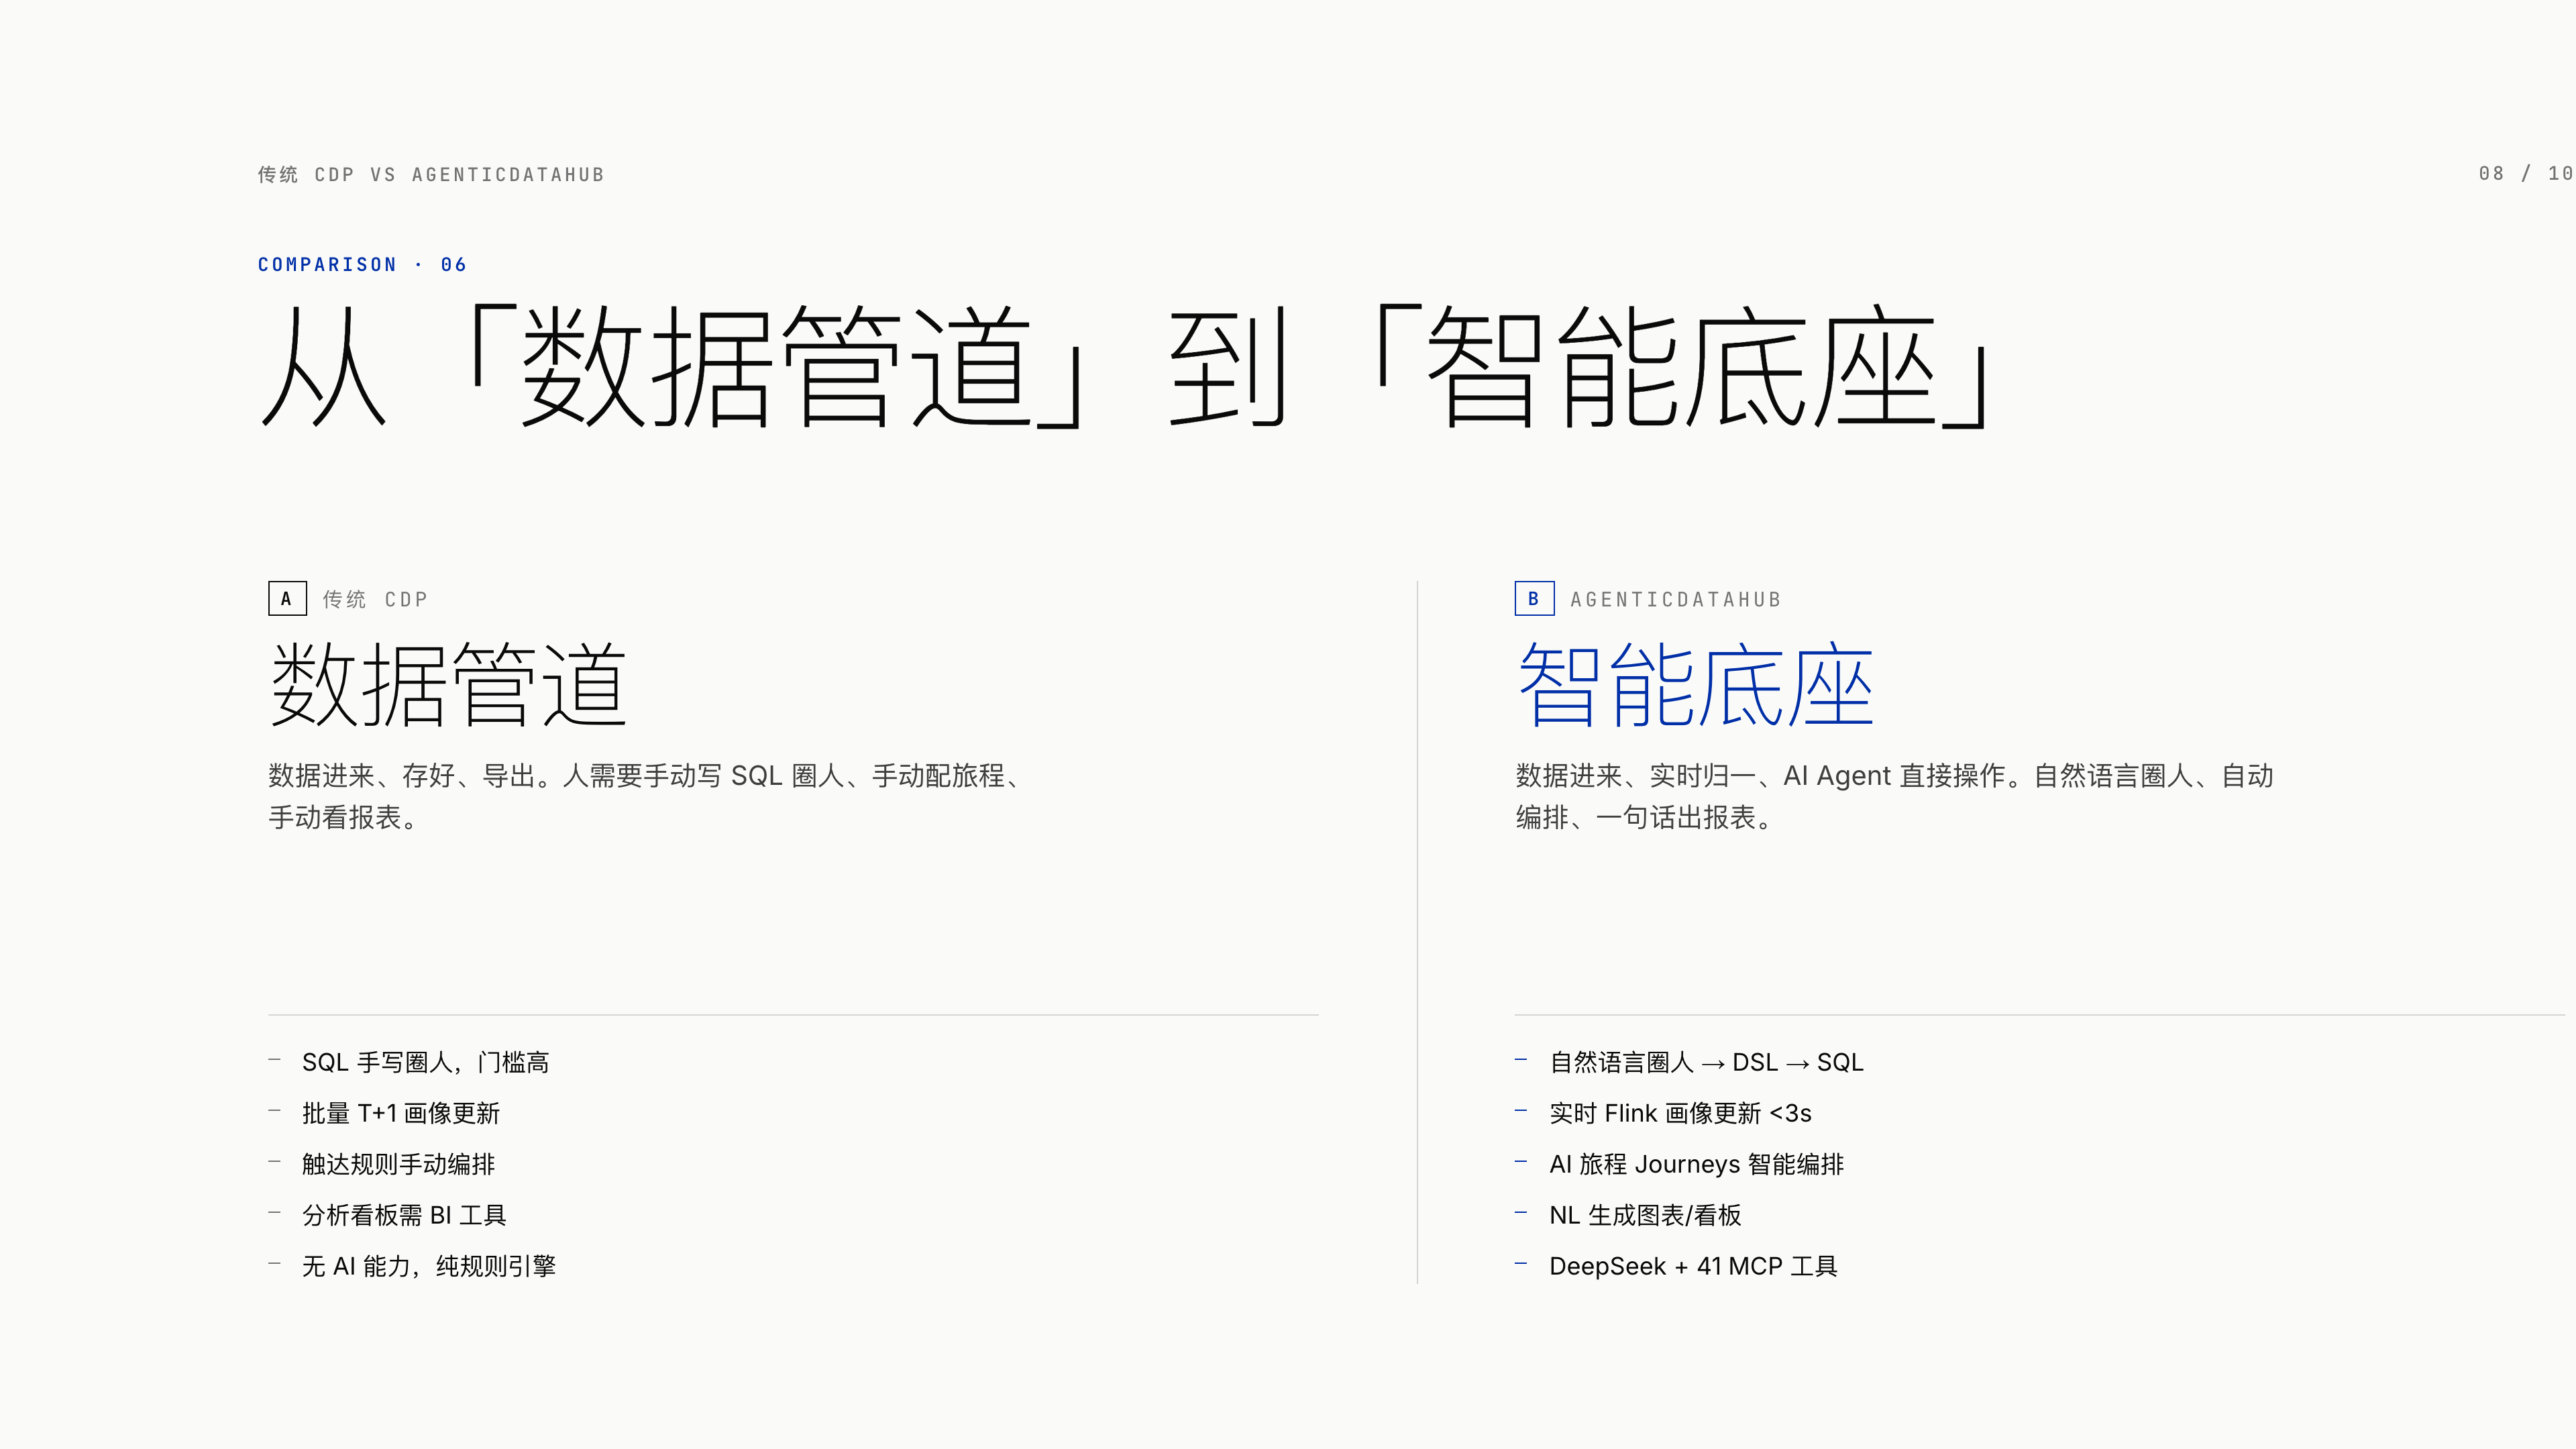 传统 CDP VS AGENTICDATAHUB
08 / 10
COMPARISON · 06
从「数据管道」到「智能底座」
A 传统 CDP
数据管道
数据进来、存好、导出。人需要手动写 SQL 圈人、手动配旅程、
手动看报表。
— SQL 手写圈人，门槛高
— 批量 T+1 画像更新
— 触达规则手动编排
— 分析看板需 BI 工具
— 无 AI 能力，纯规则引擎
B AGENTICDATAHUB
智能底座
数据进来、实时归一、AI Agent 直接操作。自然语言圈人、自动
编排、一句话出报表。
— 自然语言圈人 → DSL → SQL
— 实时 Flink 画像更新 <3s
— AI 旅程 Journeys 智能编排
— NL 生成图表/看板
— DeepSeek + 41 MCP 工具